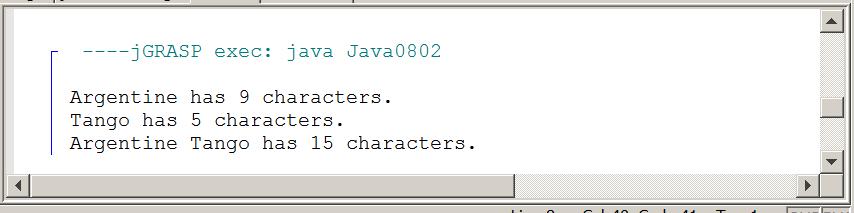 ----jGRASP exec: java Java0802
Argentine has 9 characters.
Tango has 5 characters.
Argentine Tango has 15 characters.